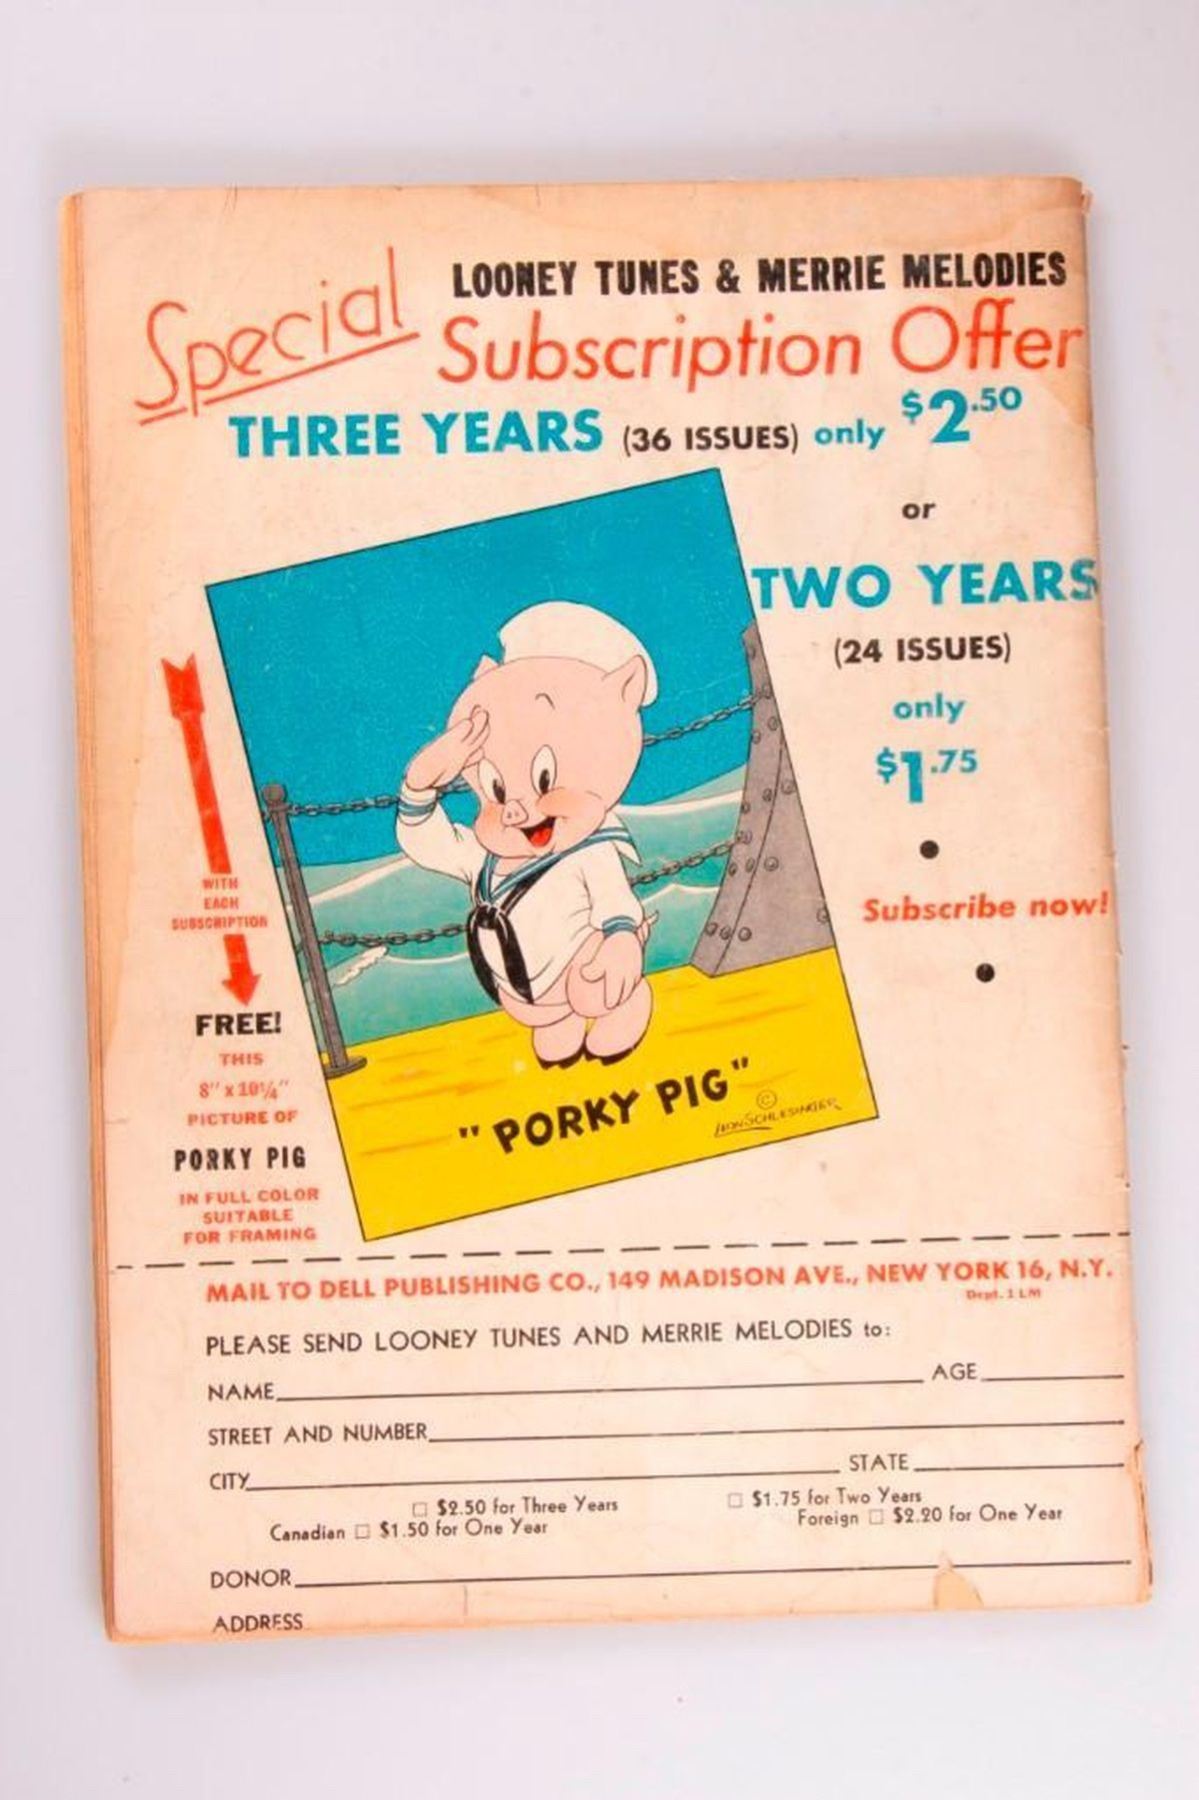 Special
LOONEY TUNES & MERRIE MELODIES
Subscription Offer
THREE YEARS (36 ISSUES) only $2.50
or
TWO YEARS
(24 ISSUES)
only
$1.75
Subscribe now!
WITH
EACH
SUBSCRIPTION
FREE!
THIS
8" x 10¼"
PICTURE OF
PORKY PIG
IN FULL COLOR
SUITABLE
FOR FRAMING
"PORKY PIG"
©
LEON SCHLESINGER
MAIL TO DELL PUBLISHING CO., 149 MADISON AVE., NEW YORK 16, N.Y.
Dept. 1 LM
PLEASE SEND LOONEY TUNES AND MERRIE MELODIES to:
NAME AGE
STREET AND NUMBER
CITY STATE
□ $2.50 for Three Years □ $1.75 for Two Years
Canadian □ $1.50 for One Year Foreign □ $2.20 for One Year
DONOR
ADDRESS